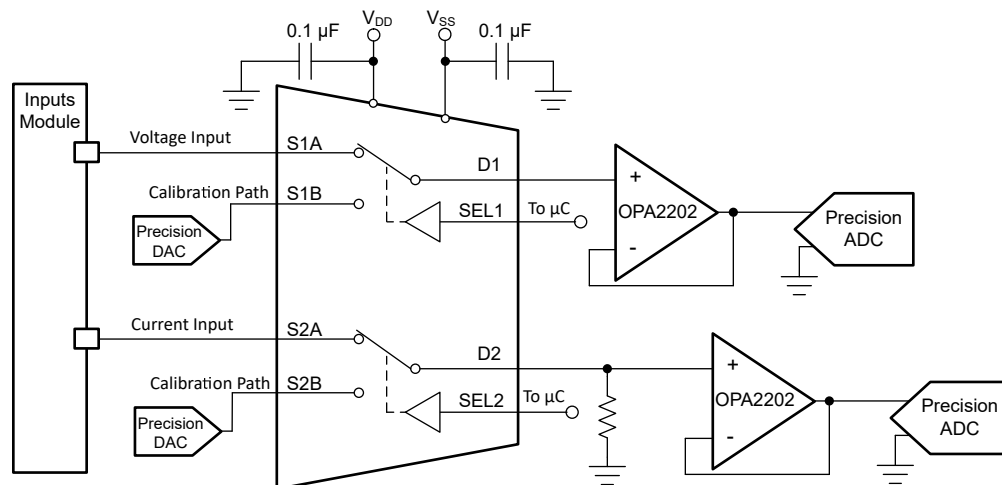 V_DD
V_SS
0.1 µF
0.1 µF
Inputs
Module
Voltage Input
S1A
D1
Calibration Path
S1B
SEL1
To µC
Precision
DAC
+
OPA2202
-
Precision
ADC
Current Input
S2A
D2
Calibration Path
S2B
SEL2
To µC
Precision
DAC
+
OPA2202
-
Precision
ADC